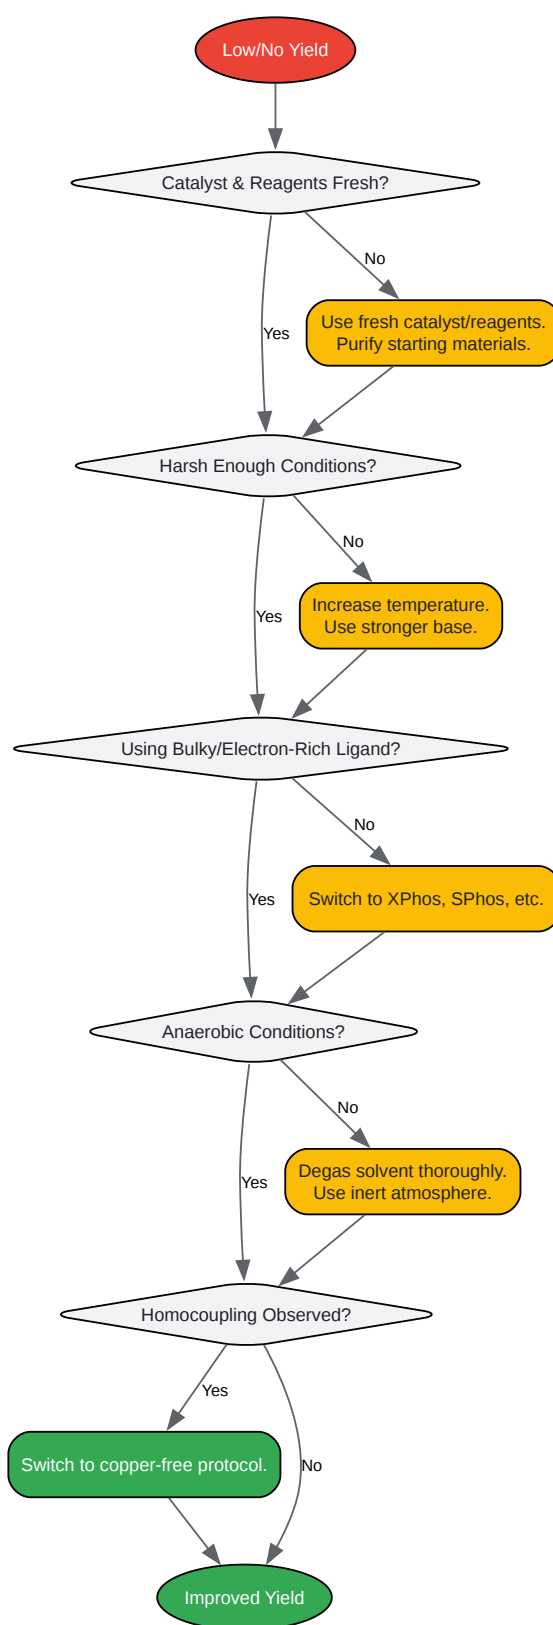 Low/No Yield
Catalyst & Reagents Fresh?
No
Yes
Use fresh catalyst/reagents.
Purify starting materials.
Harsh Enough Conditions?
No
Yes
Increase temperature.
Use stronger base.
Using Bulky/Electron-Rich Ligand?
No
Yes
Switch to XPhos, SPhos, etc.
Anaerobic Conditions?
No
Yes
Degas solvent thoroughly.
Use inert atmosphere.
Homocoupling Observed?
Yes
Switch to copper-free protocol.
No
Improved Yield